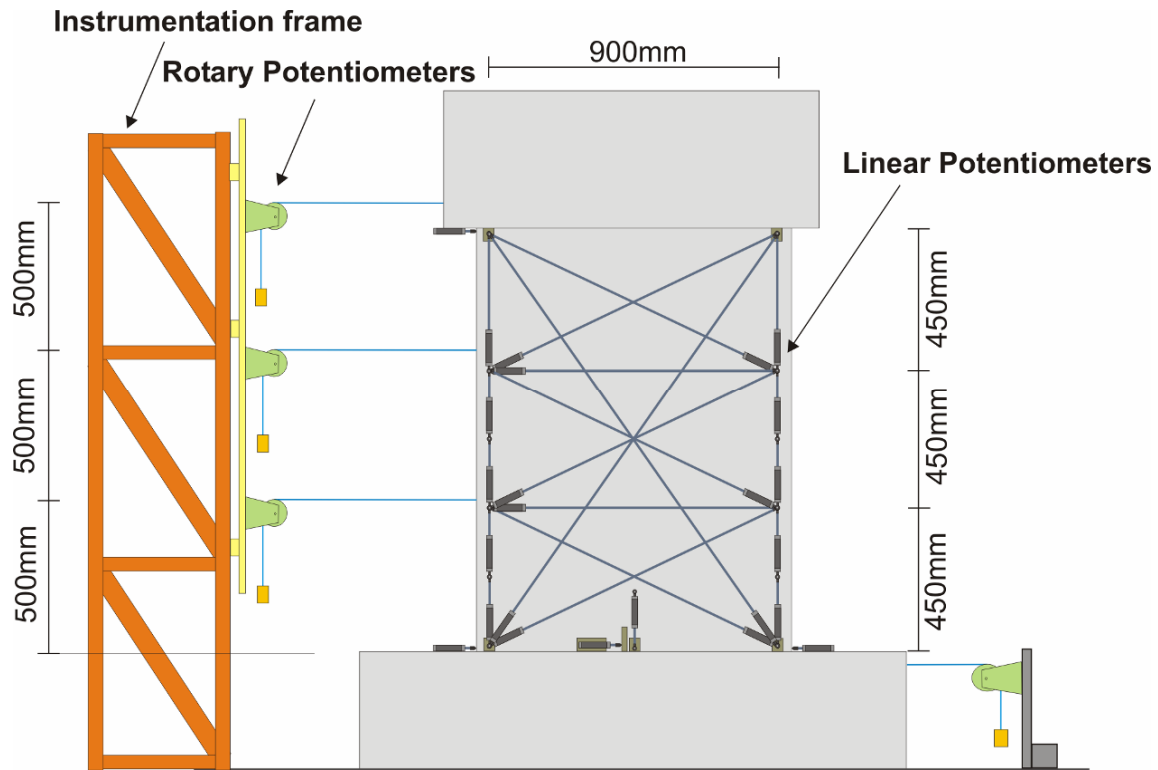 Instrumentation frame
Rotary Potentiometers
900mm
Linear Potentiometers
500mm
500mm
500mm
450mm
450mm
450mm